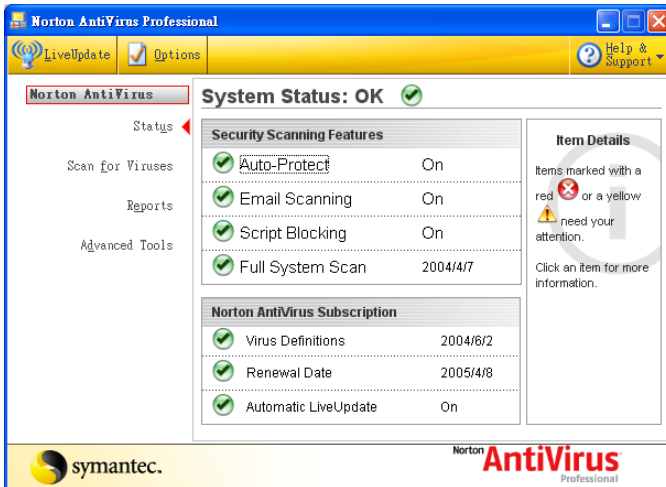 Norton AntiVirus Professional
LiveUpdate
Options
Help &
Support
Norton AntiVirus
Status
Scan for Viruses
Reports
Advanced Tools
System Status: OK
Security Scanning Features
Auto-Protect On
Email Scanning On
Script Blocking On
Full System Scan 2004/4/7
Norton AntiVirus Subscription
Virus Definitions 2004/6/2
Renewal Date 2005/4/8
Automatic LiveUpdate On
Item Details
Items marked with a
red or a yellow
need your
attention.
Click an item for more
information.
symantec.
Norton AntiVirus
Professional